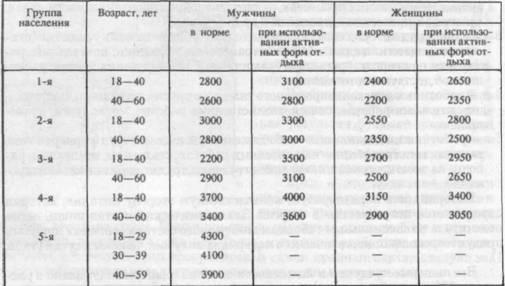 Группа населения Возраст, лет Мужчины Женщины
в норме при использовании активных форм отдыха в норме при использовании активных форм отдыха
1-я 18—40 2800 3100 2400 2650
40—60 2600 2800 2200 2350
2-я 18—40 3000 3300 2550 2800
40—60 2800 3000 2350 2500
3-я 18—40 2200 3500 2700 2950
40—60 2900 3100 2500 2650
4-я 18—40 3700 4000 3150 3400
40—60 3400 3600 2900 3050
5-я 18—29 4300 — — —
30—39 4100 — — —
40—59 3900 — — —